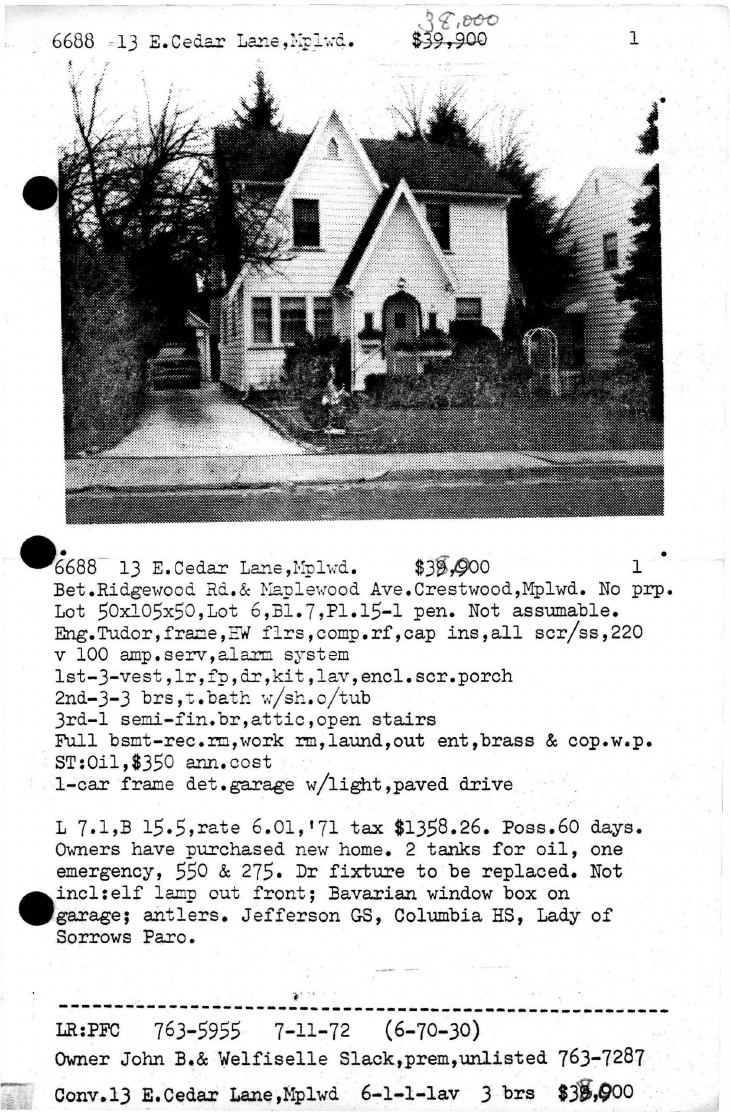 38,000
6688 -13 E.Cedar Lane,Mplwd. $39,900 1
6688 13 E.Cedar Lane,Mplwd. $38,000 1
Bet.Ridgewood Rd.& Maplewood Ave.Crestwood,Mplwd. No prp.
Lot 50x105x50,Lot 6,Bl.7,Pl.15-1 pen. Not assumable.
Eng.Tudor,frame,HW flrs,comp.rf,cap ins,all scr/ss,220
v 100 amp.serv,alarm system
1st-3-vest,lr,fp,dr,kit,lav,encl.scr.porch
2nd-3-3 brs,t.bath w/sh.o/tub
3rd-1 semi-fin.br,attic,open stairs
Full bsmt-rec.rm,work rm,laund,out ent,brass & cop.w.p.
ST:Oil,$350 ann.cost
1-car frame det.garage w/light,paved drive
L 7.1,B 15.5,rate 6.01,'71 tax $1358.26. Poss.60 days.
Owners have purchased new home. 2 tanks for oil, one
emergency, 550 & 275. Dr fixture to be replaced. Not
incl:elf lamp out front; Bavarian window box on
garage; antlers. Jefferson GS, Columbia HS, Lady of
Sorrows Paro.
LR:PFC 763-5955 7-11-72 (6-70-30)
Owner John B.& Welfiselle Slack,prem,unlisted 763-7287
Conv.13 E.Cedar Lane,Mplwd 6-1-1-lav 3 brs $38,000